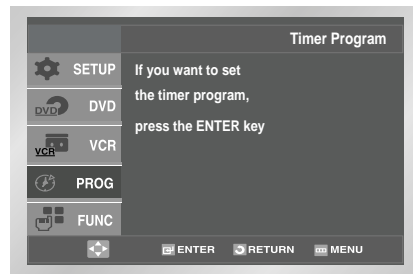 Timer Program
SETUP
If you want to set
the timer program,
press the ENTER key
DVD
DVD
VCR
VCR
PROG
FUNC
ENTER RETURN MENU